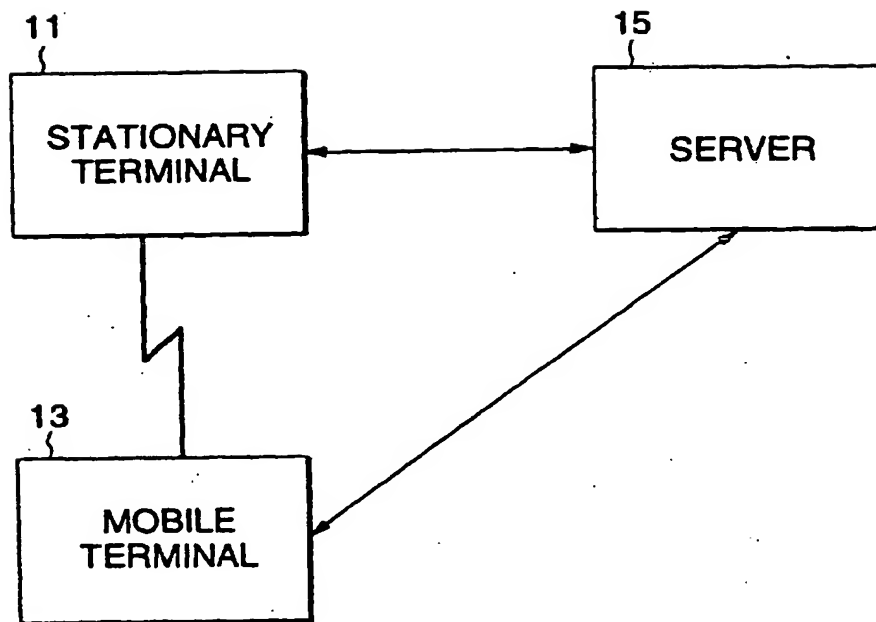 11
STATIONARY
TERMINAL
15
SERVER
13
MOBILE
TERMINAL